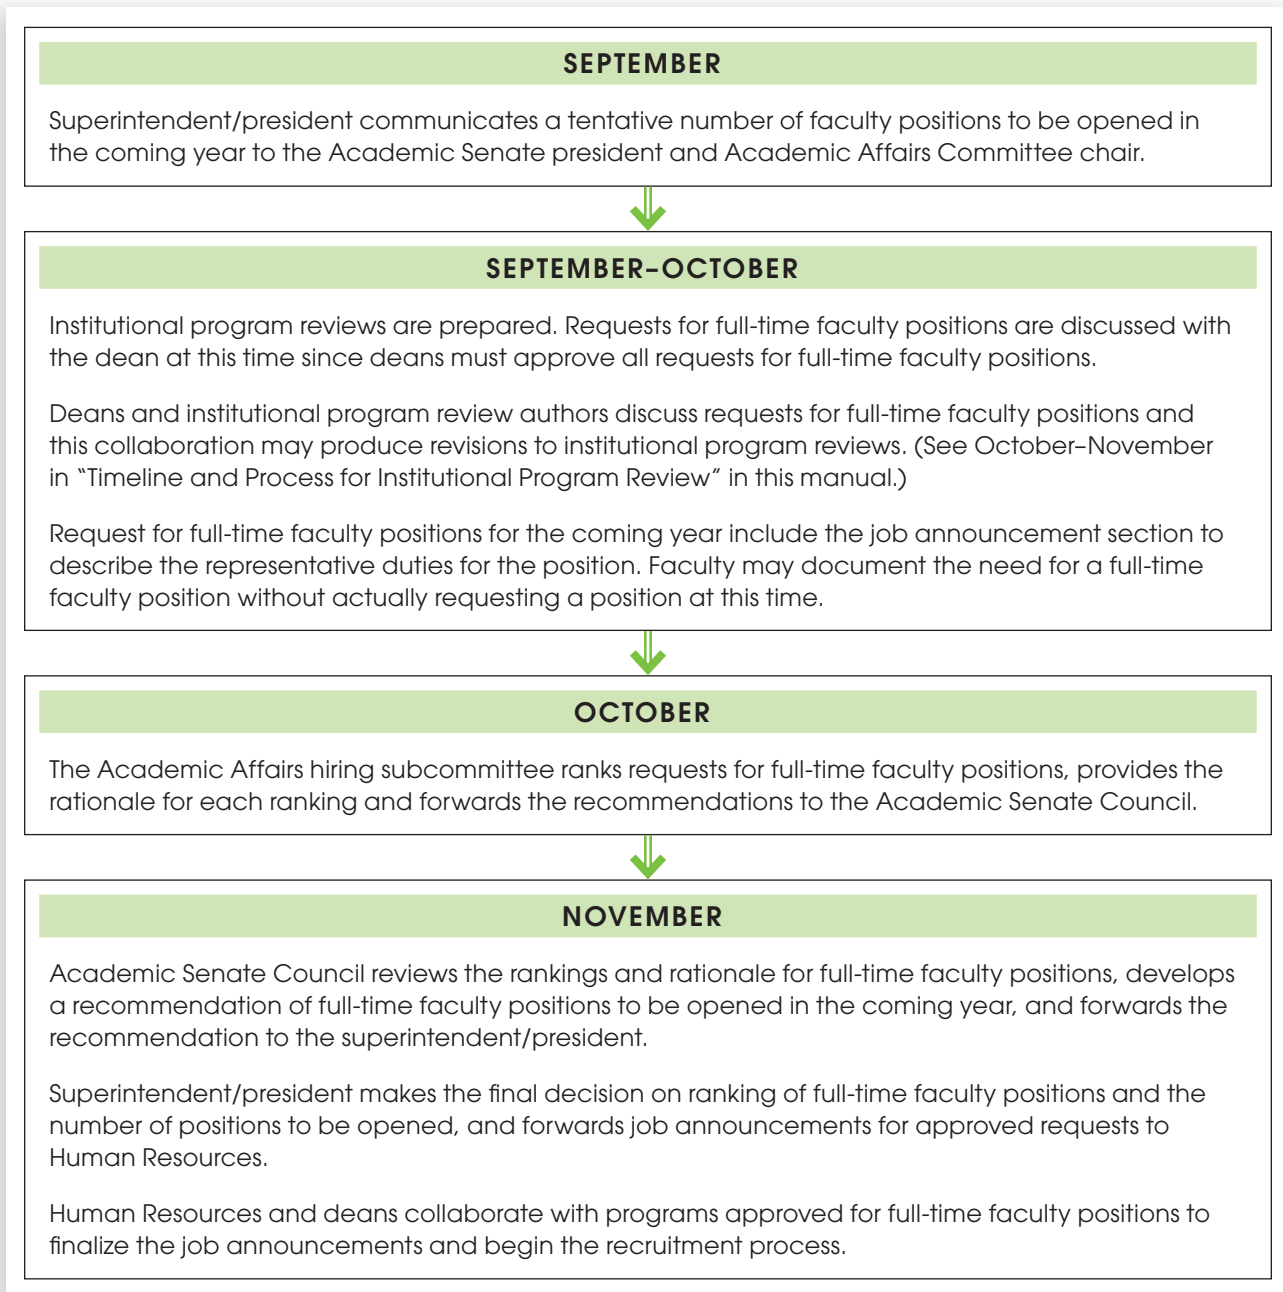 SEPTEMBER
Superintendent/president communicates a tentative number of faculty positions to be opened in
the coming year to the Academic Senate president and Academic Affairs Committee chair.
SEPTEMBER–OCTOBER
Institutional program reviews are prepared. Requests for full-time faculty positions are discussed with
the dean at this time since deans must approve all requests for full-time faculty positions.
Deans and institutional program review authors discuss requests for full-time faculty positions and
this collaboration may produce revisions to institutional program reviews. (See October–November
in “Timeline and Process for Institutional Program Review” in this manual.)
Request for full-time faculty positions for the coming year include the job announcement section to
describe the representative duties for the position. Faculty may document the need for a full-time
faculty position without actually requesting a position at this time.
OCTOBER
The Academic Affairs hiring subcommittee ranks requests for full-time faculty positions, provides the
rationale for each ranking and forwards the recommendations to the Academic Senate Council.
NOVEMBER
Academic Senate Council reviews the rankings and rationale for full-time faculty positions, develops
a recommendation of full-time faculty positions to be opened in the coming year, and forwards the
recommendation to the superintendent/president.
Superintendent/president makes the final decision on ranking of full-time faculty positions and the
number of positions to be opened, and forwards job announcements for approved requests to
Human Resources.
Human Resources and deans collaborate with programs approved for full-time faculty positions to
finalize the job announcements and begin the recruitment process.